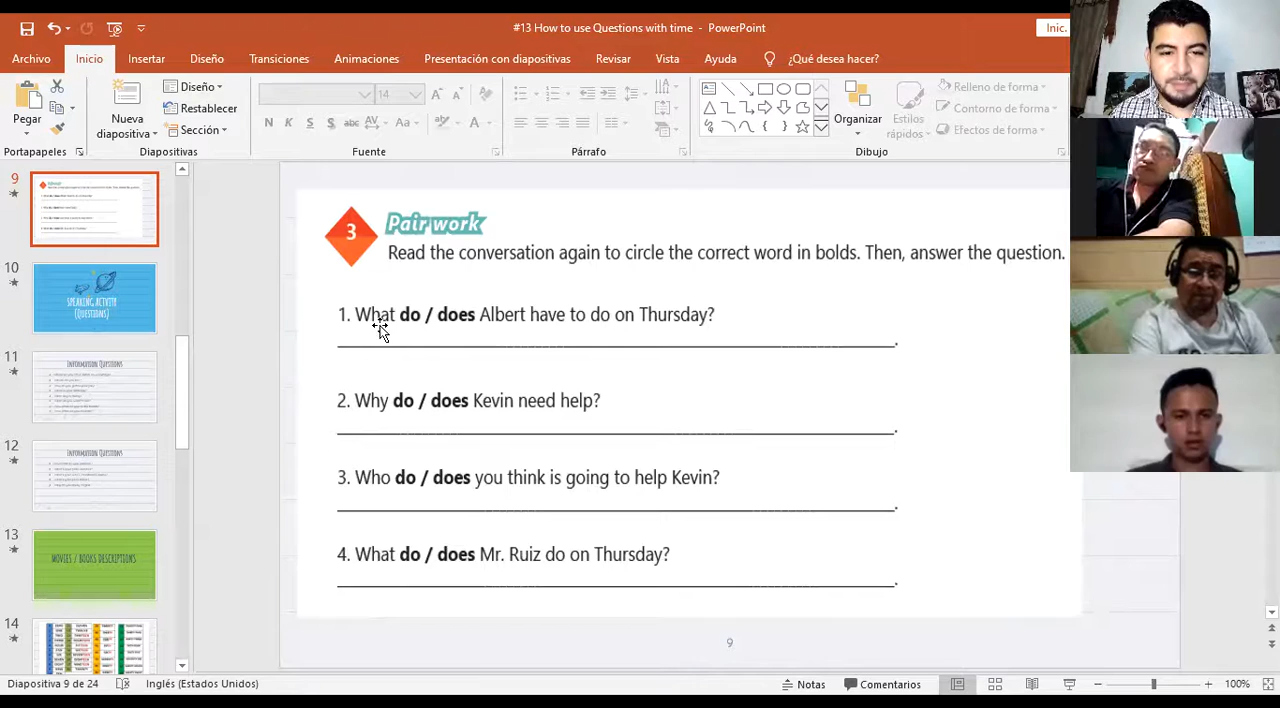 #13 How to use Questions with time - PowerPoint
Inic.
Archivo
Inicio
Insertar
Diseño
Transiciones
Animaciones
Presentación con diapositivas
Revisar
Vista
Ayuda
¿Qué desea hacer?
Pegar
Nueva
diapositiva
Diseño
Restablecer
Sección
14
N K S S abc AV Aa
Organizar
Estilos
rápidos
Relleno de forma
Contorno de forma
Efectos de forma
Portapapeles
Diapositivas
Fuente
Párrafo
Dibujo
9
10
SPEAKING ACTIVITY
(QUESTIONS)
11
INFORMATION QUESTIONS
12
INFORMATION QUESTIONS
13
MOVIES / BOOKS DESCRIPTIONS
14
3
Pair work
Read the conversation again to circle the correct word in bolds. Then, answer the question.
1. What do / does Albert have to do on Thursday?
2. Why do / does Kevin need help?
3. Who do / does you think is going to help Kevin?
4. What do / does Mr. Ruiz do on Thursday?
9
Diapositiva 9 de 24
Inglés (Estados Unidos)
Notas
Comentarios
100%